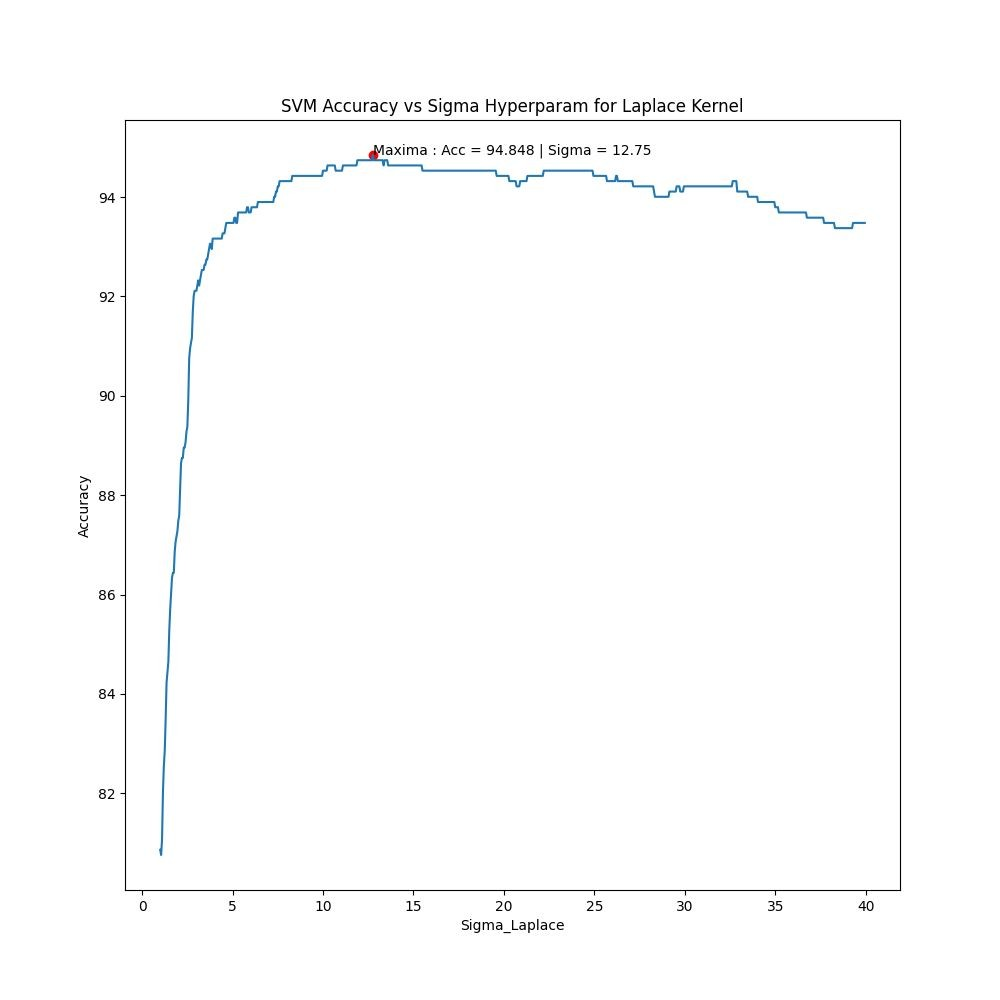 SVM Accuracy vs Sigma Hyperparam for Laplace Kernel
Maxima : Acc = 94.848 | Sigma = 12.75
94
92
90
88
86
84
82
Accuracy
0 5 10 15 20 25 30 35 40
Sigma_Laplace